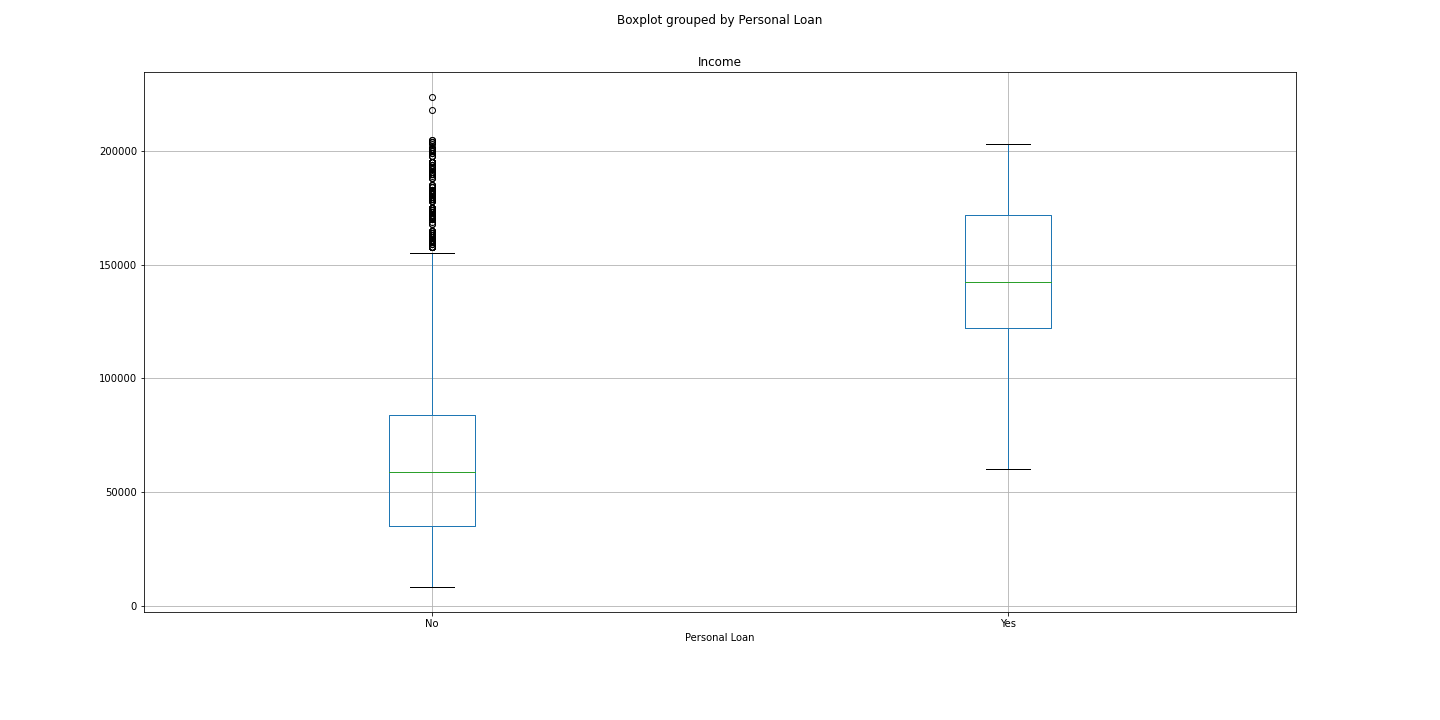 Boxplot grouped by Personal Loan
Income
200000
150000
100000
50000
0
No Yes
Personal Loan